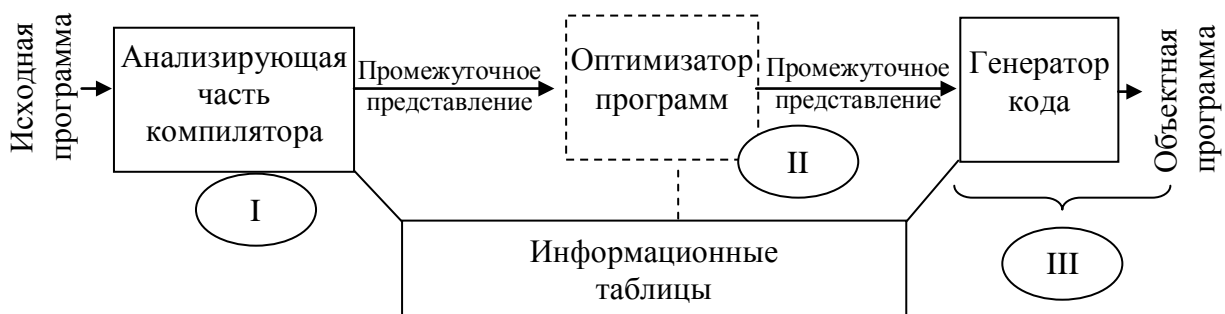 Исходная
программа
Анализирующая
часть
компилятора
I
Промежуточное
представление
Оптимизатор
программ
II
Промежуточное
представление
Генератор
кода
III
Объектная
программа
Информационные
таблицы